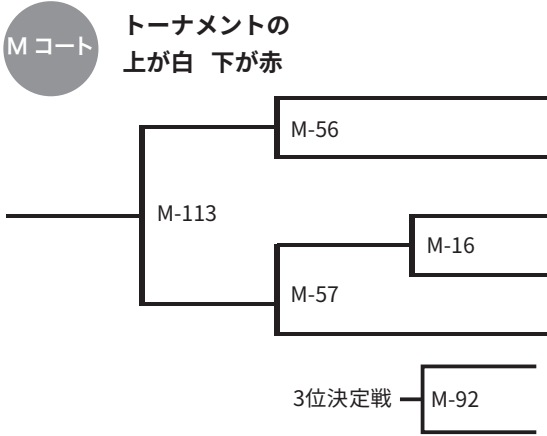 M コート
トーナメントの
上が白 下が赤
M-56
M-113
M-16
M-57
3位決定戦 M-92